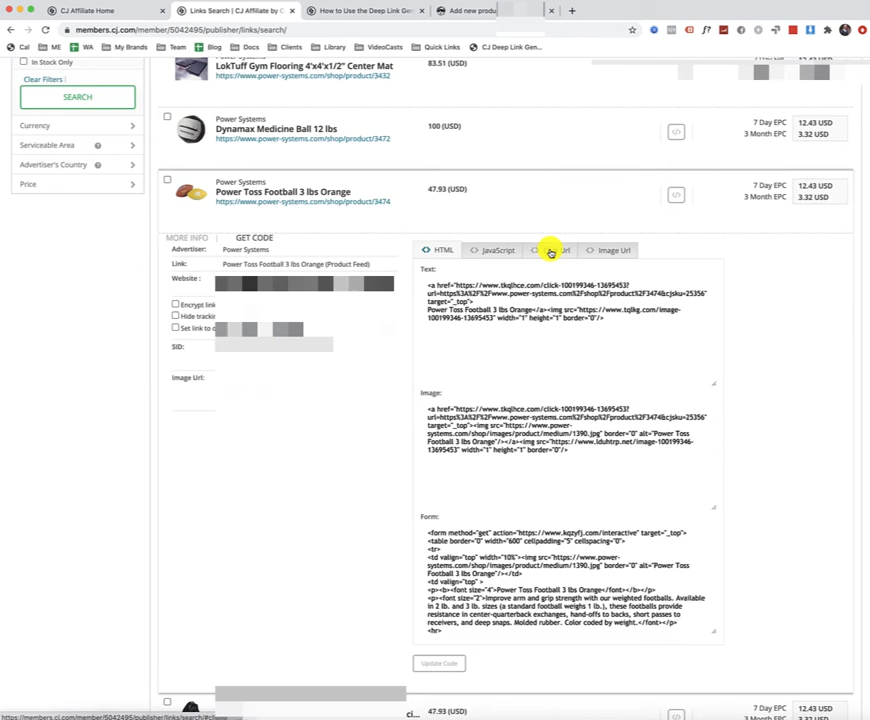 CJ Affiliate Home
Links Search | CJ Affiliate by C
How to Use the Deep Link Gen
Add new produ
members.cj.com/member/5042495/publisher/links/search/
Cal
ME
WA
My Brands
Team
Blog
Docs
Clients
Library
VideoCasts
Quick Links
CJ Deep Link Gen...
In Stock Only
Clear Filters
SEARCH
Currency
Serviceable Area
Advertiser's Country
Price
LokTuff Gym Flooring 4'x4'x1/2" Center Mat
https://www.power-systems.com/shop/product/3432
83.51 (USD)
Power Systems
Dynamax Medicine Ball 12 lbs
https://www.power-systems.com/shop/product/3472
100 (USD)
7 Day EPC 12.43 USD
3 Month EPC 3.32 USD
Power Systems
Power Toss Football 3 lbs Orange
https://www.power-systems.com/shop/product/3474
47.93 (USD)
7 Day EPC 12.43 USD
3 Month EPC 3.32 USD
MORE INFO GET CODE
Advertiser: Power Systems
Link: Power Toss Football 3 lbs Orange (Product Feed)
Website :
Encrypt link
Hide trackin
Set link to o
SID:
Image Url:
HTML
JavaScript
Url
Image Url
Text:
<a href="https://www.tkqlhce.com/click-100199346-13695453?
url=https%3A%2F%2Fwww.power-systems.com%2Fshop%2Fproduct%2F3474&cjsku=25356"
target="_top">
Power Toss Football 3 lbs Orange</a><img src="https://www.tqlkg.com/image-
100199346-13695453" width="1" height="1" border="0"/>
Image:
<a href="https://www.tkqlhce.com/click-100199346-13695453?
url=https%3A%2F%2Fwww.power-systems.com%2Fshop%2Fproduct%2F3474&cjsku=25356"
target="_top"><img src="https://www.power-
systems.com/shop/images/product/medium/1390.jpg" border="0" alt="Power Toss
Football 3 lbs Orange"/></a><img src="https://www.lduhtrp.net/image-100199346-
13695453" width="1" height="1" border="0"/>
Form:
<form method="get" action="https://www.kqzyfj.com/interactive" target="_top">
<table border="0" width="600" cellpadding="5" cellspacing="0">
<tr>
<td valign="top" width="10%"><img src="https://www.power-
systems.com/shop/images/product/medium/1390.jpg" border="0" alt="Power Toss
Football 3 lbs Orange"/></td>
<td valign="top" >
<p><b><font size="4">Power Toss Football 3 lbs Orange</font></b></p>
<p><font size="2">Improve arm and grip strength with our weighted footballs. Available
in 2 lb. and 3 lb. sizes (a standard football weighs 1 lb.), these footballs provide
resistance in center-quarterback exchanges, hand-offs to backs, short passes to
receivers, and deep snaps. Molded rubber. Color coded by weight.</font></p>
<hr>
Update Code
ci...
47.93 (USD)
7 Day EPC 12.43 USD
3 Month EPC 3.32 USD